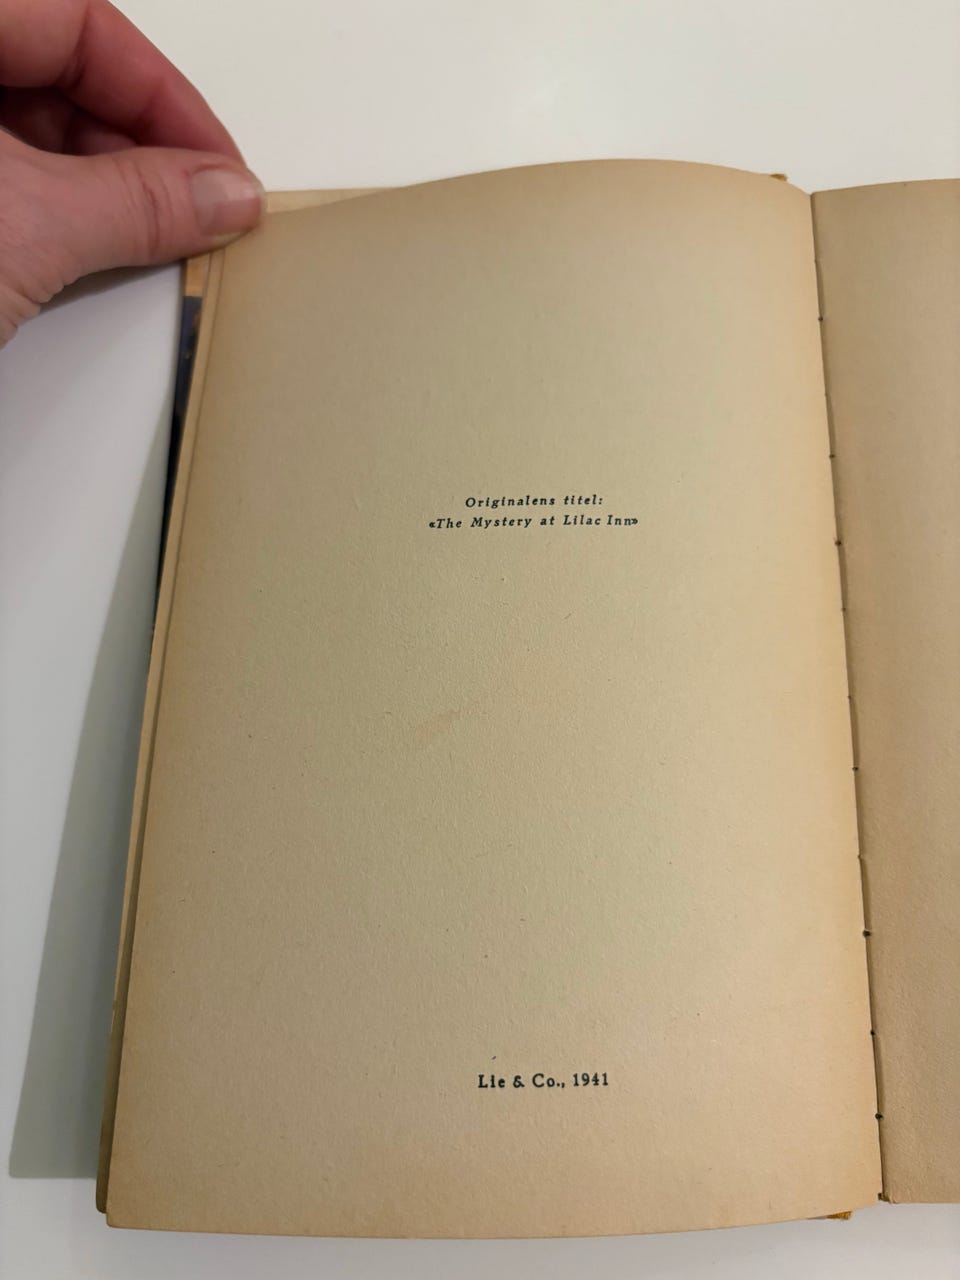 Originalens titel:
«The Mystery at Lilac Inn»
Lie & Co., 1941